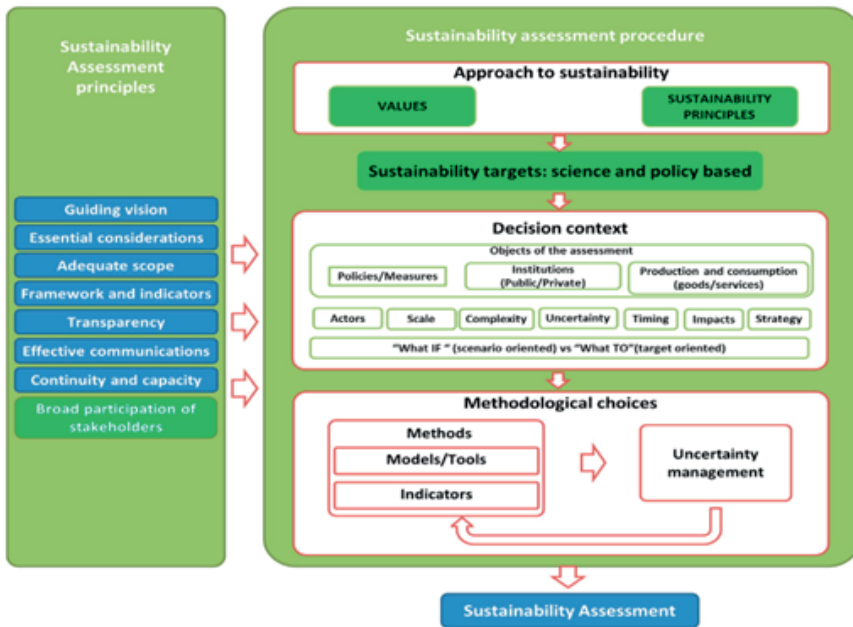 Sustainability
Assessment
principles
Guiding vision
Essential considerations
Adequate scope
Framework and indicators
Transparency
Effective communications
Continuity and capacity
Broad participation of
stakeholders
Sustainability assessment procedure
Approach to sustainability
VALUES
SUSTAINABILITY
PRINCIPLES
Sustainability targets: science and policy based
Decision context
Objects of the assessment
Policies/Measures
Institutions
(Public/Private)
Production and consumption
(goods/services)
Actors
Scale
Complexity
Uncertainty
Timing
Impacts
Strategy
“What IF ” (scenario oriented) vs “What TO”(target oriented)
Methodological choices
Methods
Models/Tools
Indicators
Uncertainty
management
Sustainability Assessment